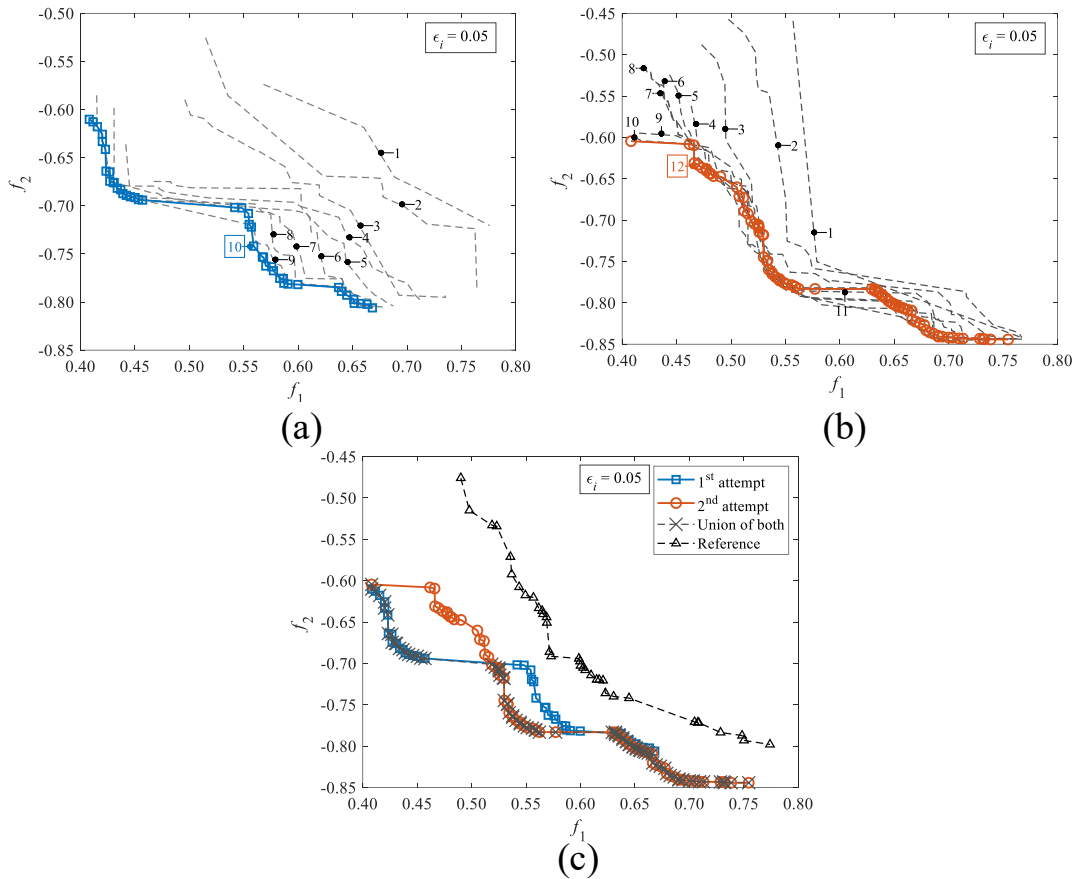 -0.50
-0.55
-0.60
-0.65
-0.70
-0.75
-0.80
-0.85
f2
ϵi = 0.05
1
2
3
4
8
7
10
6
9
5
0.40 0.45 0.50 0.55 0.60 0.65 0.70 0.75 0.80
f1
(a)
-0.45
-0.50
-0.55
-0.60
-0.65
-0.70
-0.75
-0.80
-0.85
f2
ϵi = 0.05
8
6
7
5
10
9
4
3
2
12
1
11
0.40 0.45 0.50 0.55 0.60 0.65 0.70 0.75 0.80
f1
(b)
-0.45
-0.50
-0.55
-0.60
-0.65
-0.70
-0.75
-0.80
-0.85
f2
ϵi = 0.05
1st attempt
2nd attempt
Union of both
Reference
0.40 0.45 0.50 0.55 0.60 0.65 0.70 0.75 0.80
f1
(c)